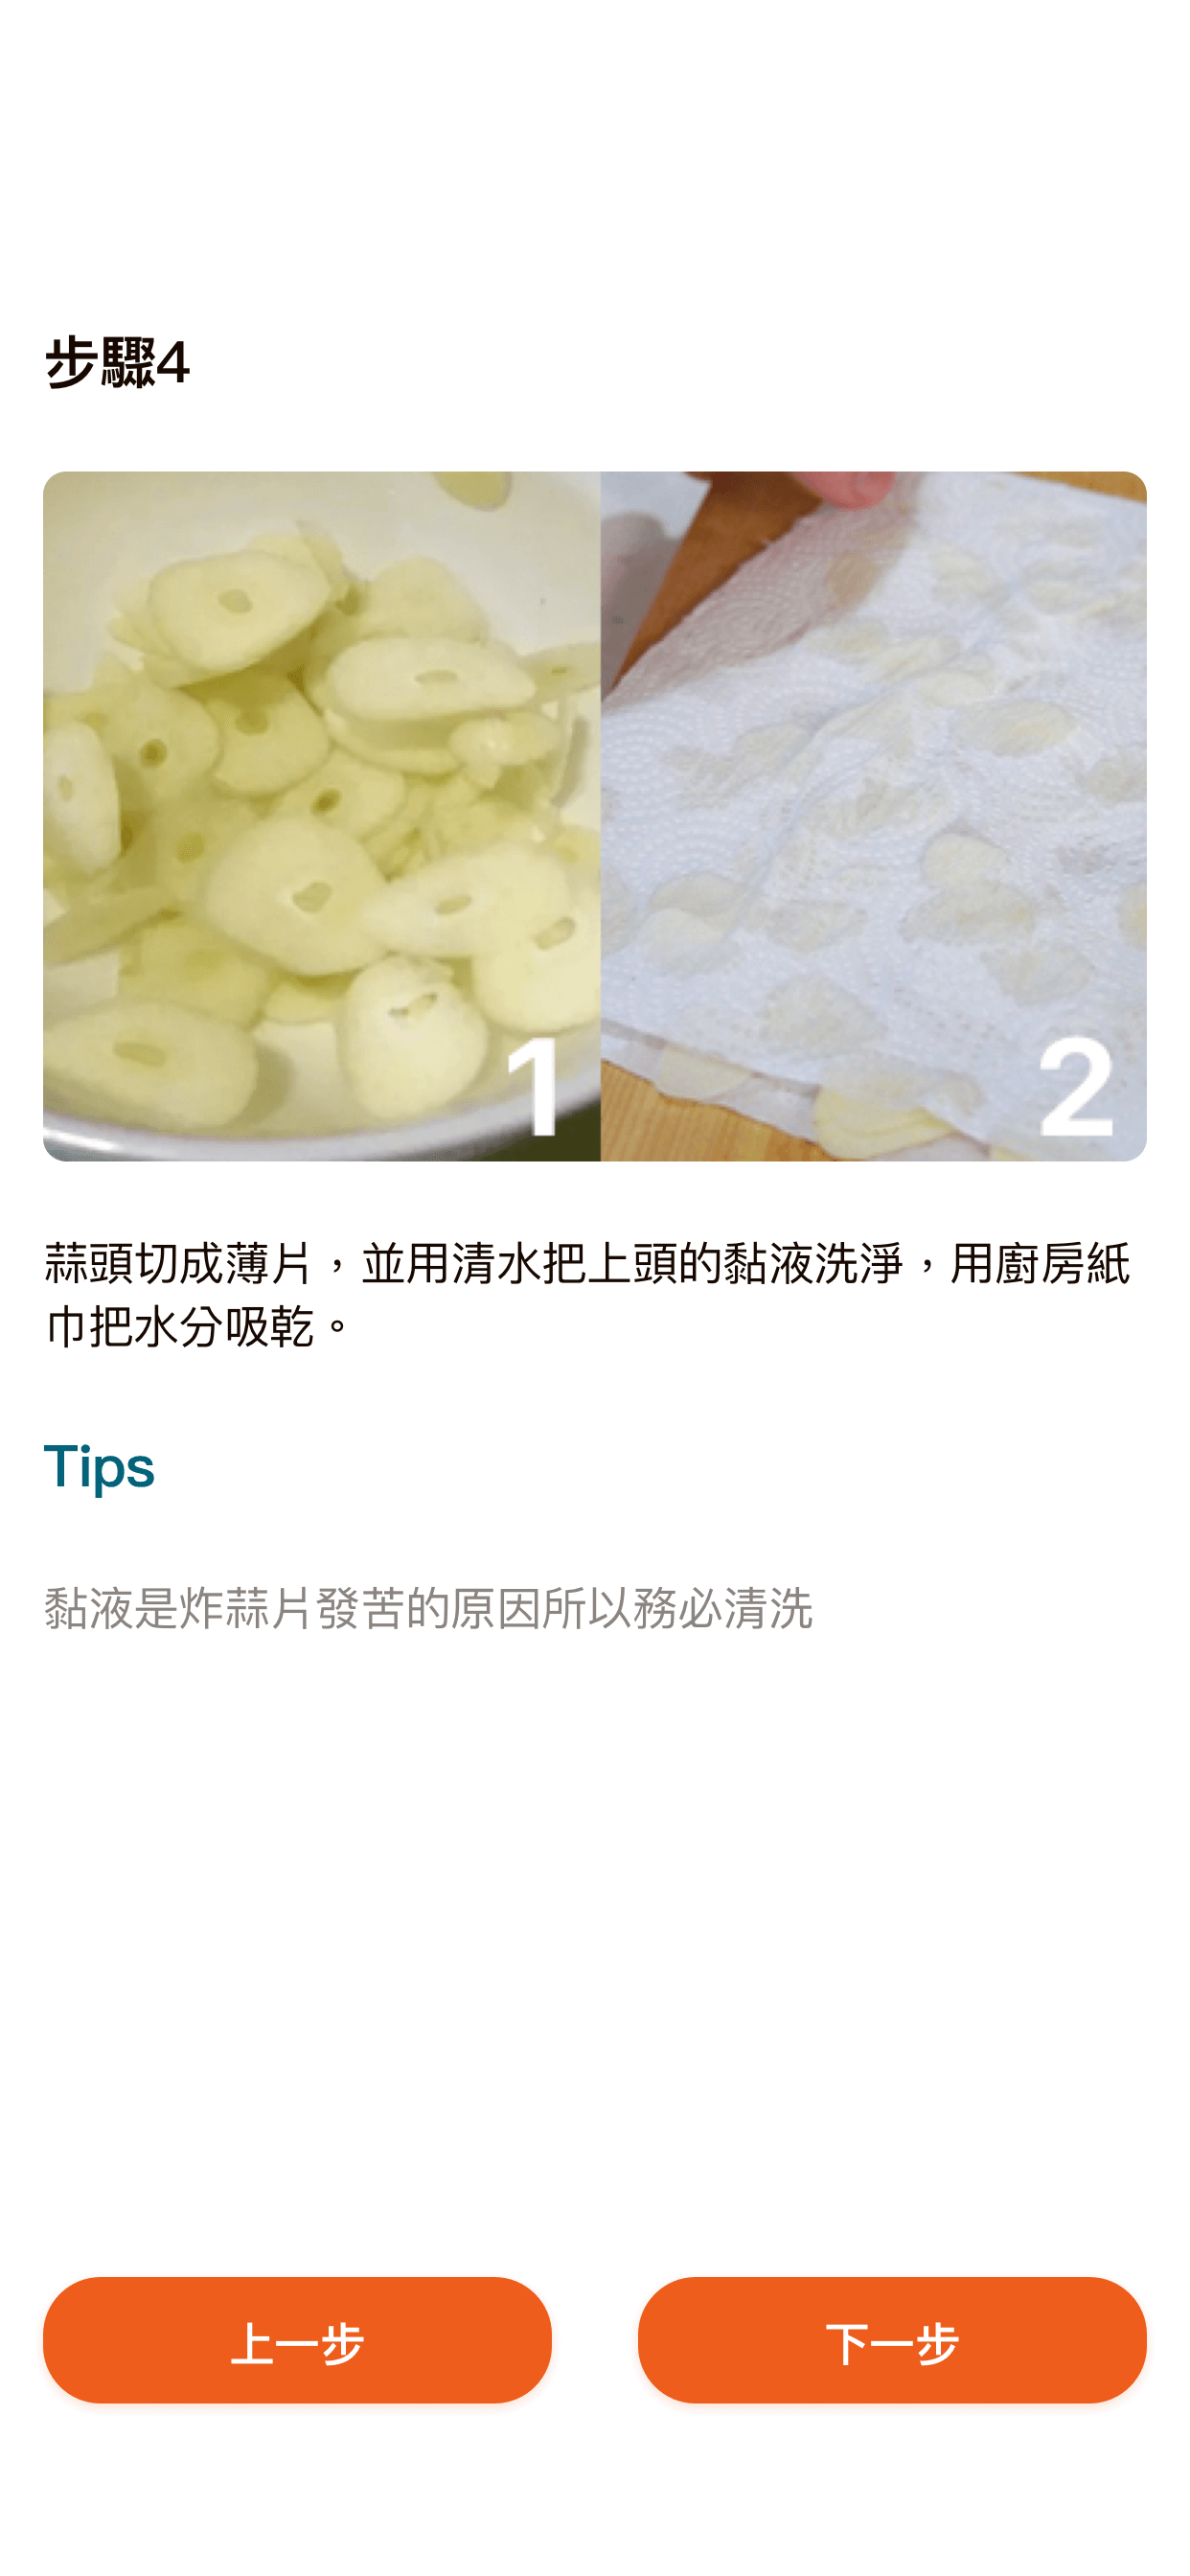 步驟4
1
2
蒜頭切成薄片，並用清水把上頭的黏液洗淨，用廚房紙
巾把水分吸乾。
Tips
黏液是炸蒜片發苦的原因所以務必清洗
上一步
下一步